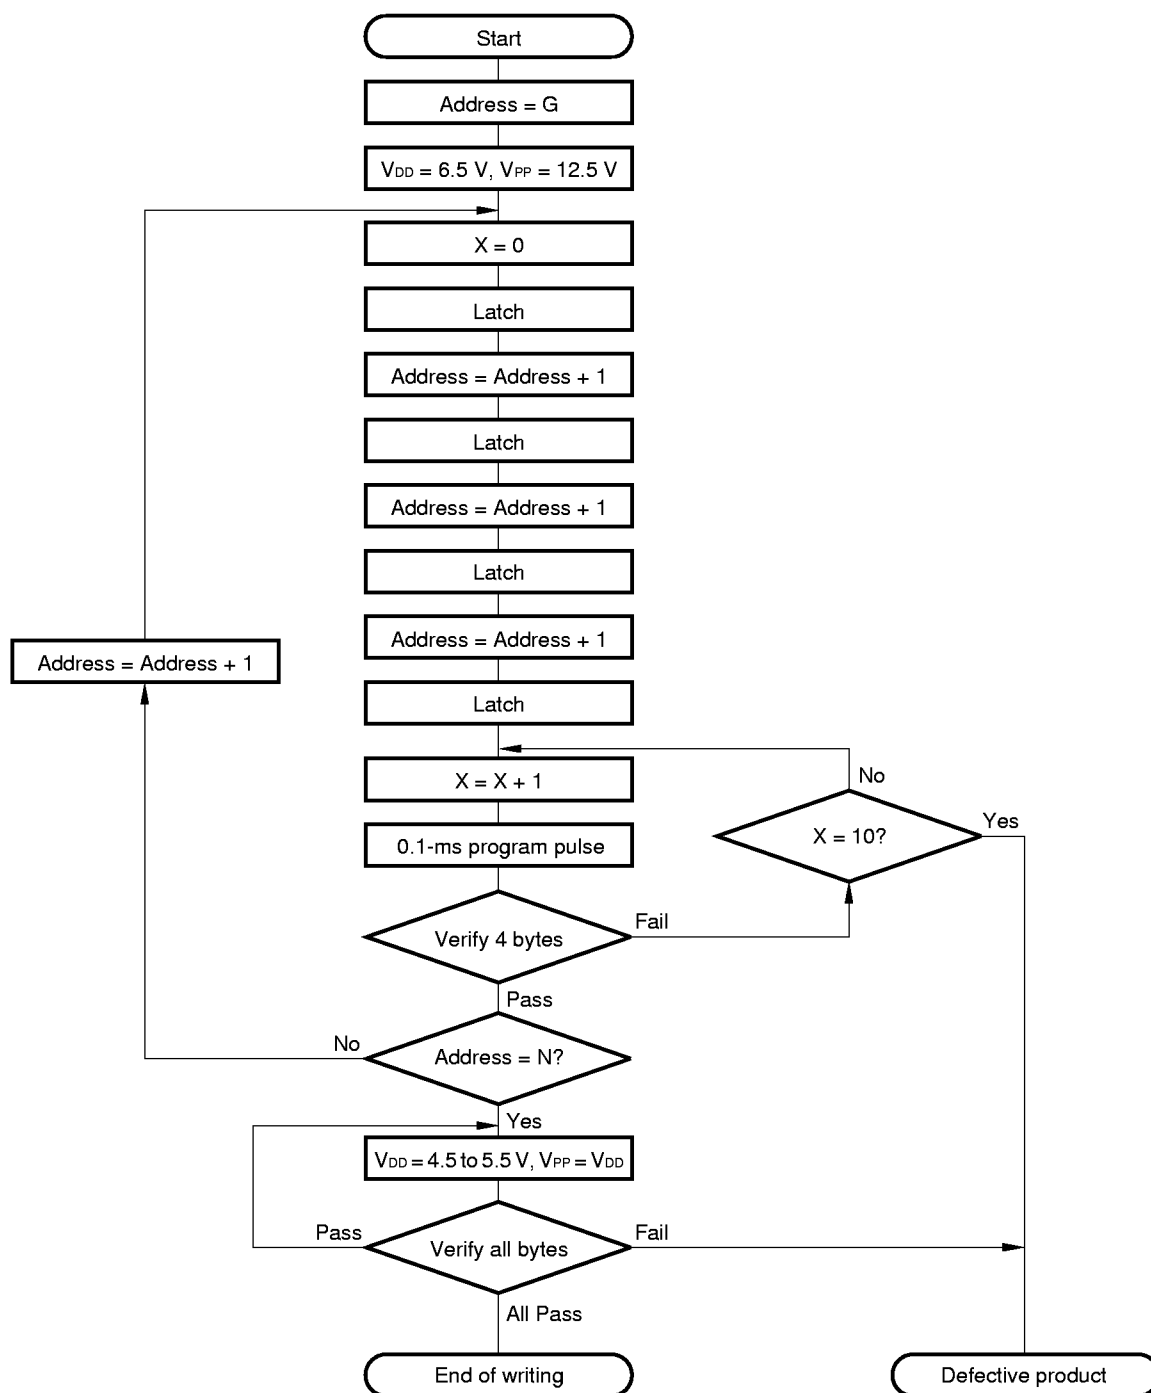 Start
Address = G
VDD = 6.5 V, VPP = 12.5 V
X = 0
Latch
Address = Address + 1
Latch
Address = Address + 1
Latch
Address = Address + 1
Address = Address + 1
Latch
X = X + 1
No
X = 10?
Yes
0.1-ms program pulse
Verify 4 bytes
Fail
Pass
No
Address = N?
Yes
VDD = 4.5 to 5.5 V, VPP = VDD
Pass
Verify all bytes
Fail
All Pass
End of writing
Defective product